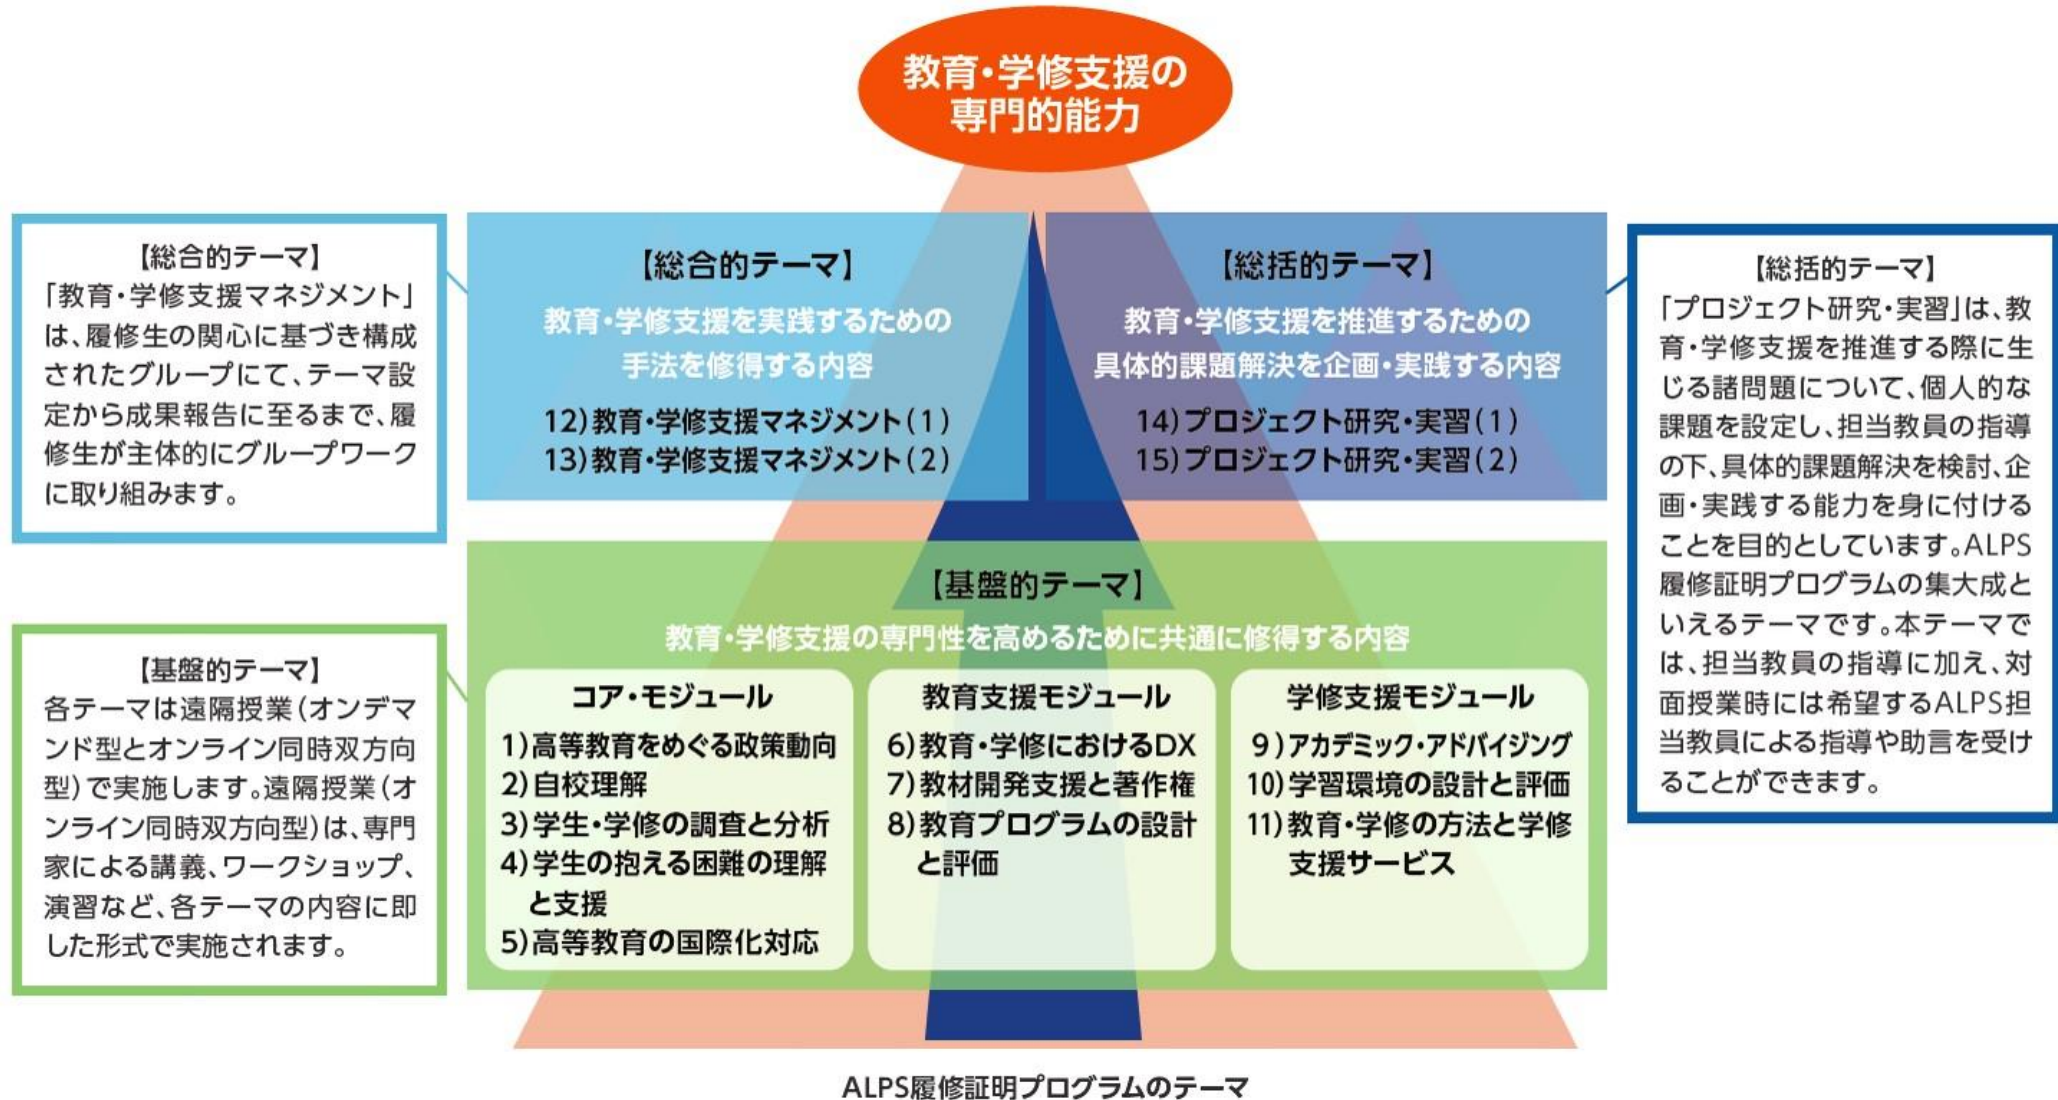 教育・学修支援の
専門的能力
【総合的テーマ】
「教育・学修支援マネジメント」
は、履修生の関心に基づき構成
されたグループにて、テーマ設
定から成果報告に至るまで、履
修生が主体的にグループワーク
に取り組みます。
【総合的テーマ】
教育・学修支援を実践するための
手法を修得する内容
12)教育・学修支援マネジメント(1)
13)教育・学修支援マネジメント(2)
【総括的テーマ】
教育・学修支援を推進するための
具体的課題解決を企画・実践する内容
14)プロジェクト研究・実習(1)
15)プロジェクト研究・実習(2)
【総括的テーマ】
「プロジェクト研究・実習」は、教
育・学修支援を推進する際に生
じる諸問題について、個人的な
課題を設定し、担当教員の指導
の下、具体的課題解決を検討、企
画・実践する能力を身に付ける
ことを目的としています。ALPS
履修証明プログラムの集大成と
いえるテーマです。本テーマで
は、担当教員の指導に加え、対
面授業時には希望するALPS担
当教員による指導や助言を受け
ることができます。
【基盤的テーマ】
各テーマは遠隔授業(オンデマ
ンド型とオンライン同時双方向
型)で実施します。遠隔授業(オ
ンライン同時双方向型)は、専門
家による講義、ワークショップ、
演習など、各テーマの内容に即
した形式で実施されます。
【基盤的テーマ】
教育・学修支援の専門性を高めるために共通に修得する内容
コア・モジュール
1)高等教育をめぐる政策動向
2)自校理解
3)学生・学修の調査と分析
4)学生の抱える困難の理解
と支援
5)高等教育の国際化対応
教育支援モジュール
6)教育・学修におけるDX
7)教材開発支援と著作権
8)教育プログラムの設計
と評価
学修支援モジュール
9)アカデミック・アドバイジング
10)学習環境の設計と評価
11)教育・学修の方法と学修
支援サービス
ALPS履修証明プログラムのテーマ